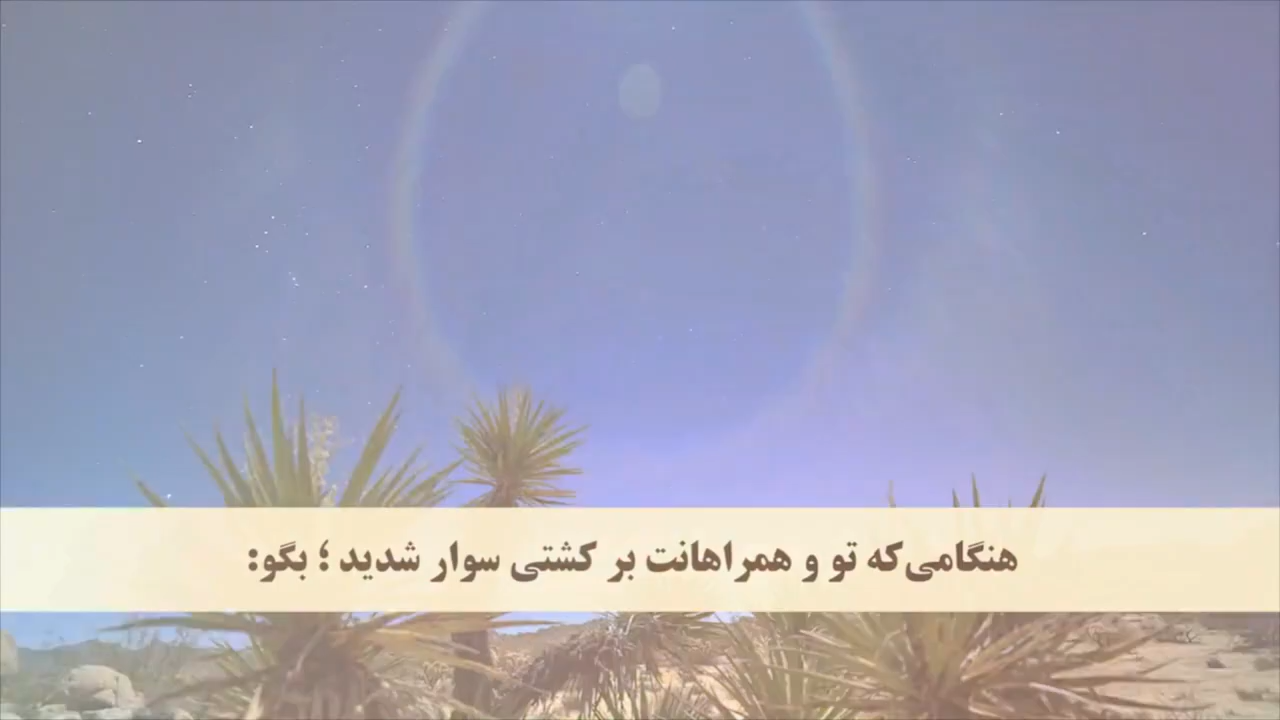 هنگامی‌که تو و همراهانت بر کشتی سوار شدید ؛ بگو: